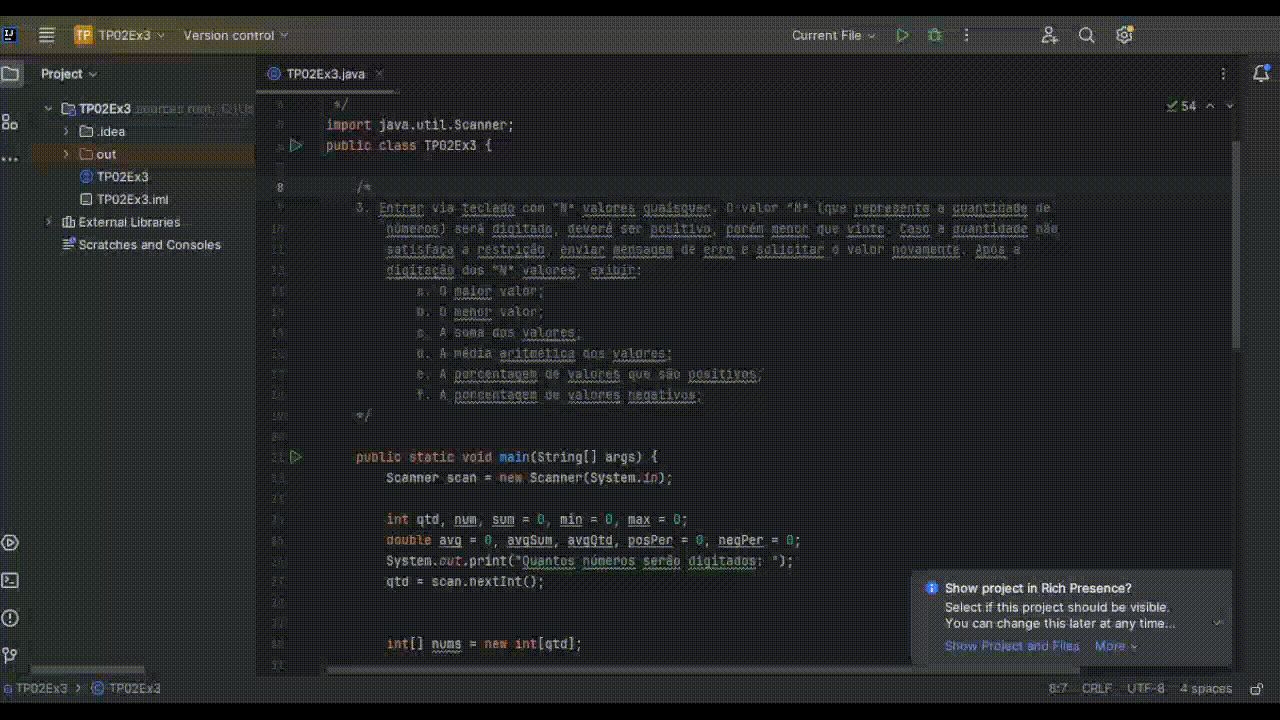 TP TP02Ex3 Version control Current File
Project
TP02Ex3 sources root,
.idea
out
TP02Ex3
TP02Ex3.iml
External Libraries
Scratches and Consoles
TP02Ex3.java
54
*/
import java.util.Scanner;
public class TP02Ex3 {
8 /*
3. Entrar via teclado com "N" valores quaisquer. O valor "N" (que representa a quantidade de
números) será digitado, deverá ser positivo, porém menor que vinte. Caso a quantidade não
satisfaça a restrição, enviar mensagem de erro e solicitar o valor novamente. Após a
digitação dos "N" valores, exibir:
a. O maior valor;
b. O menor valor;
c. A soma dos valores;
d. A média aritmética dos valores;
e. A porcentagem de valores que são positivos;
f. A porcentagem de valores negativos;
*/
public static void main(String[] args) {
Scanner scan = new Scanner(System.in);
int qtd, num, sum = 0, min = 0, max = 0;
double avg = 0, avgSum, avgQtd, posPer = 0, negPer = 0;
System.out.print("Quantos números serão digitados: ");
qtd = scan.nextInt();
int[] nums = new int[qtd];
Show project in Rich Presence?
Select if this project should be visible.
You can change this later at any time...
Show Project and Files More
TP02Ex3 > TP02Ex3
8:7 CRLF UTF-8 4 spaces